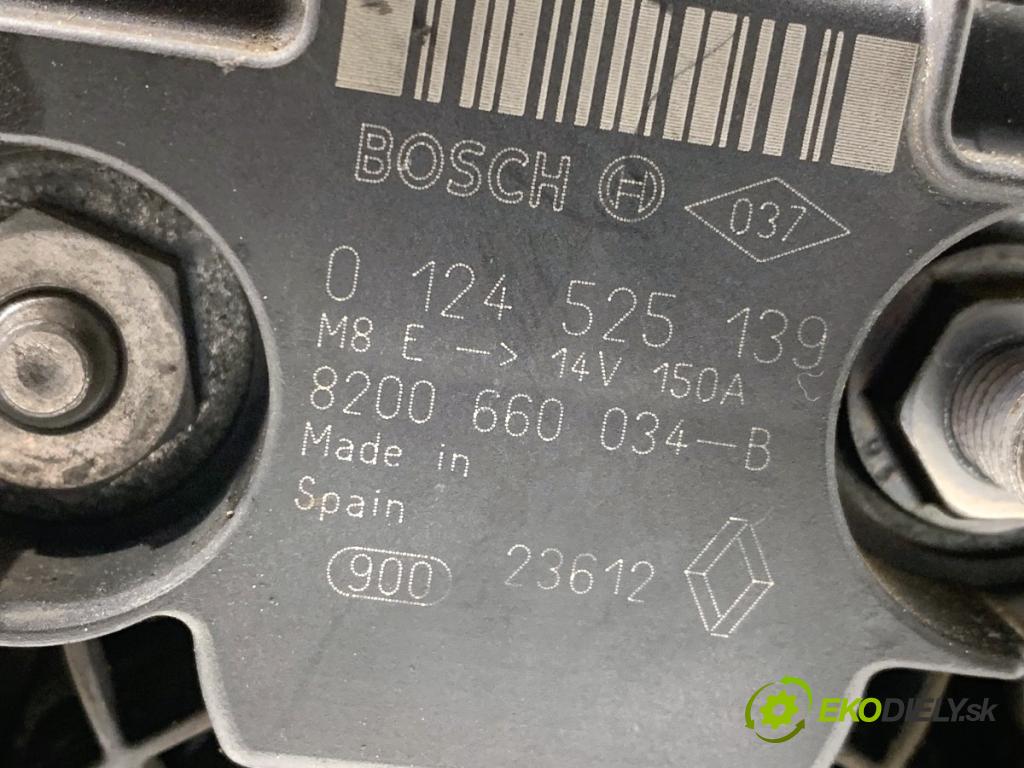 BOSCH H 037
0 124 525 139
M8 E —> 14V 150A
8200 660 034—B
Made in
Spain
900 23612
EKODIELY.sk